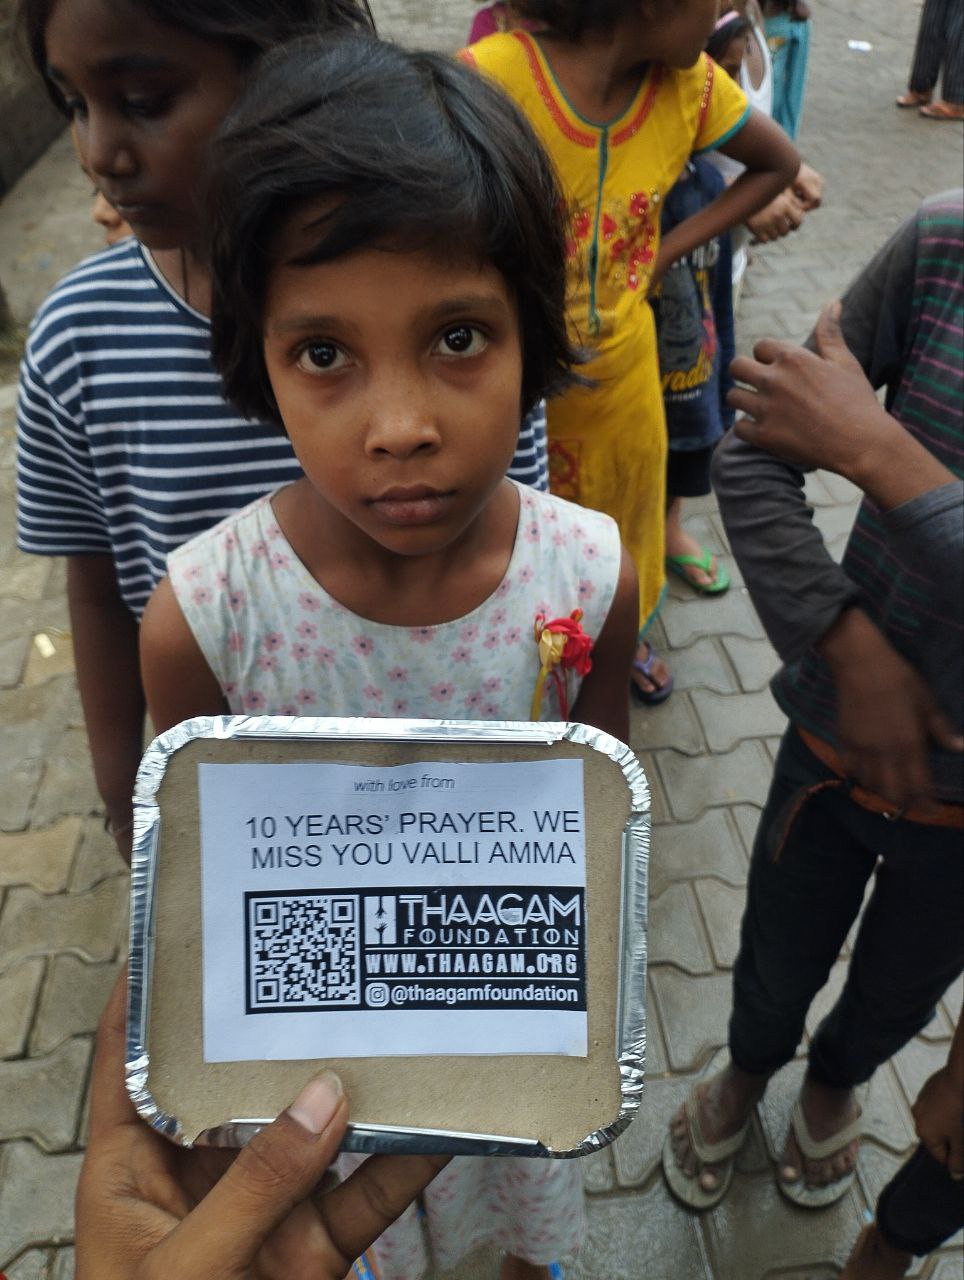 with love from
10 YEARS' PRAYER. WE
MISS YOU VALLI AMMA
THAAGAM
FOUNDATION
WWW.THAAGAM.ORG
@thaagamfoundation